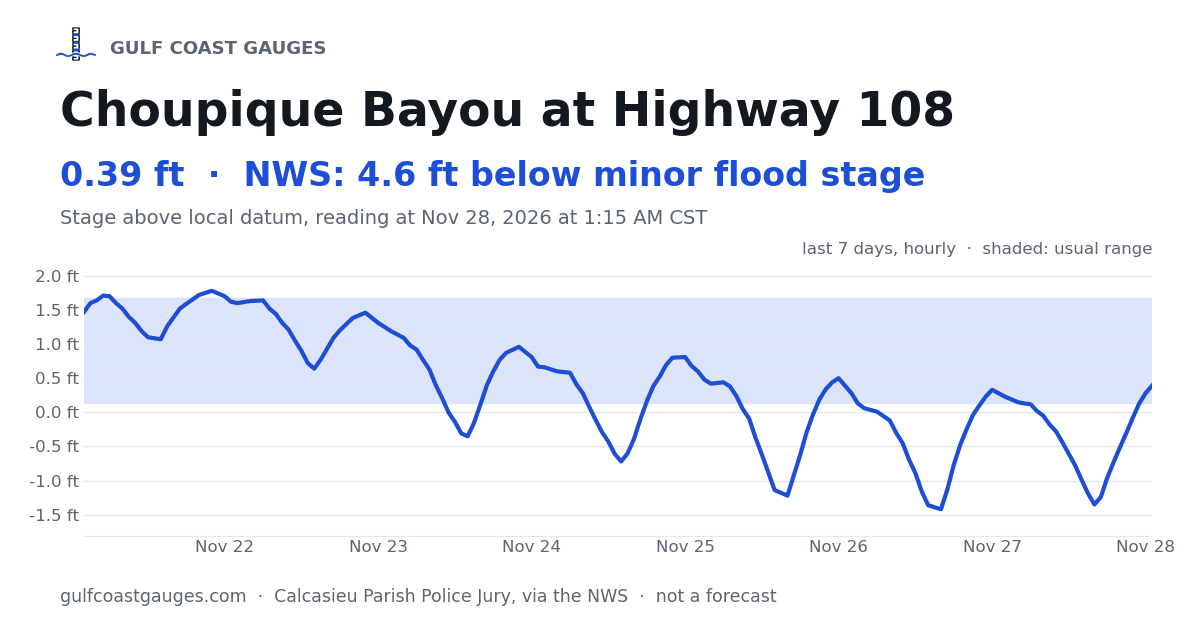 GULF COAST GAUGES
Choupique Bayou at Highway 108
0.39 ft · NWS: 4.6 ft below minor flood stage
Stage above local datum, reading at Nov 28, 2026 at 1:15 AM CST
last 7 days, hourly · shaded: usual range
2.0 ft
1.5 ft
1.0 ft
0.5 ft
0.0 ft
-0.5 ft
-1.0 ft
-1.5 ft
Nov 22 Nov 23 Nov 24 Nov 25 Nov 26 Nov 27 Nov 28
gulfcoastgauges.com · Calcasieu Parish Police Jury, via the NWS · not a forecast